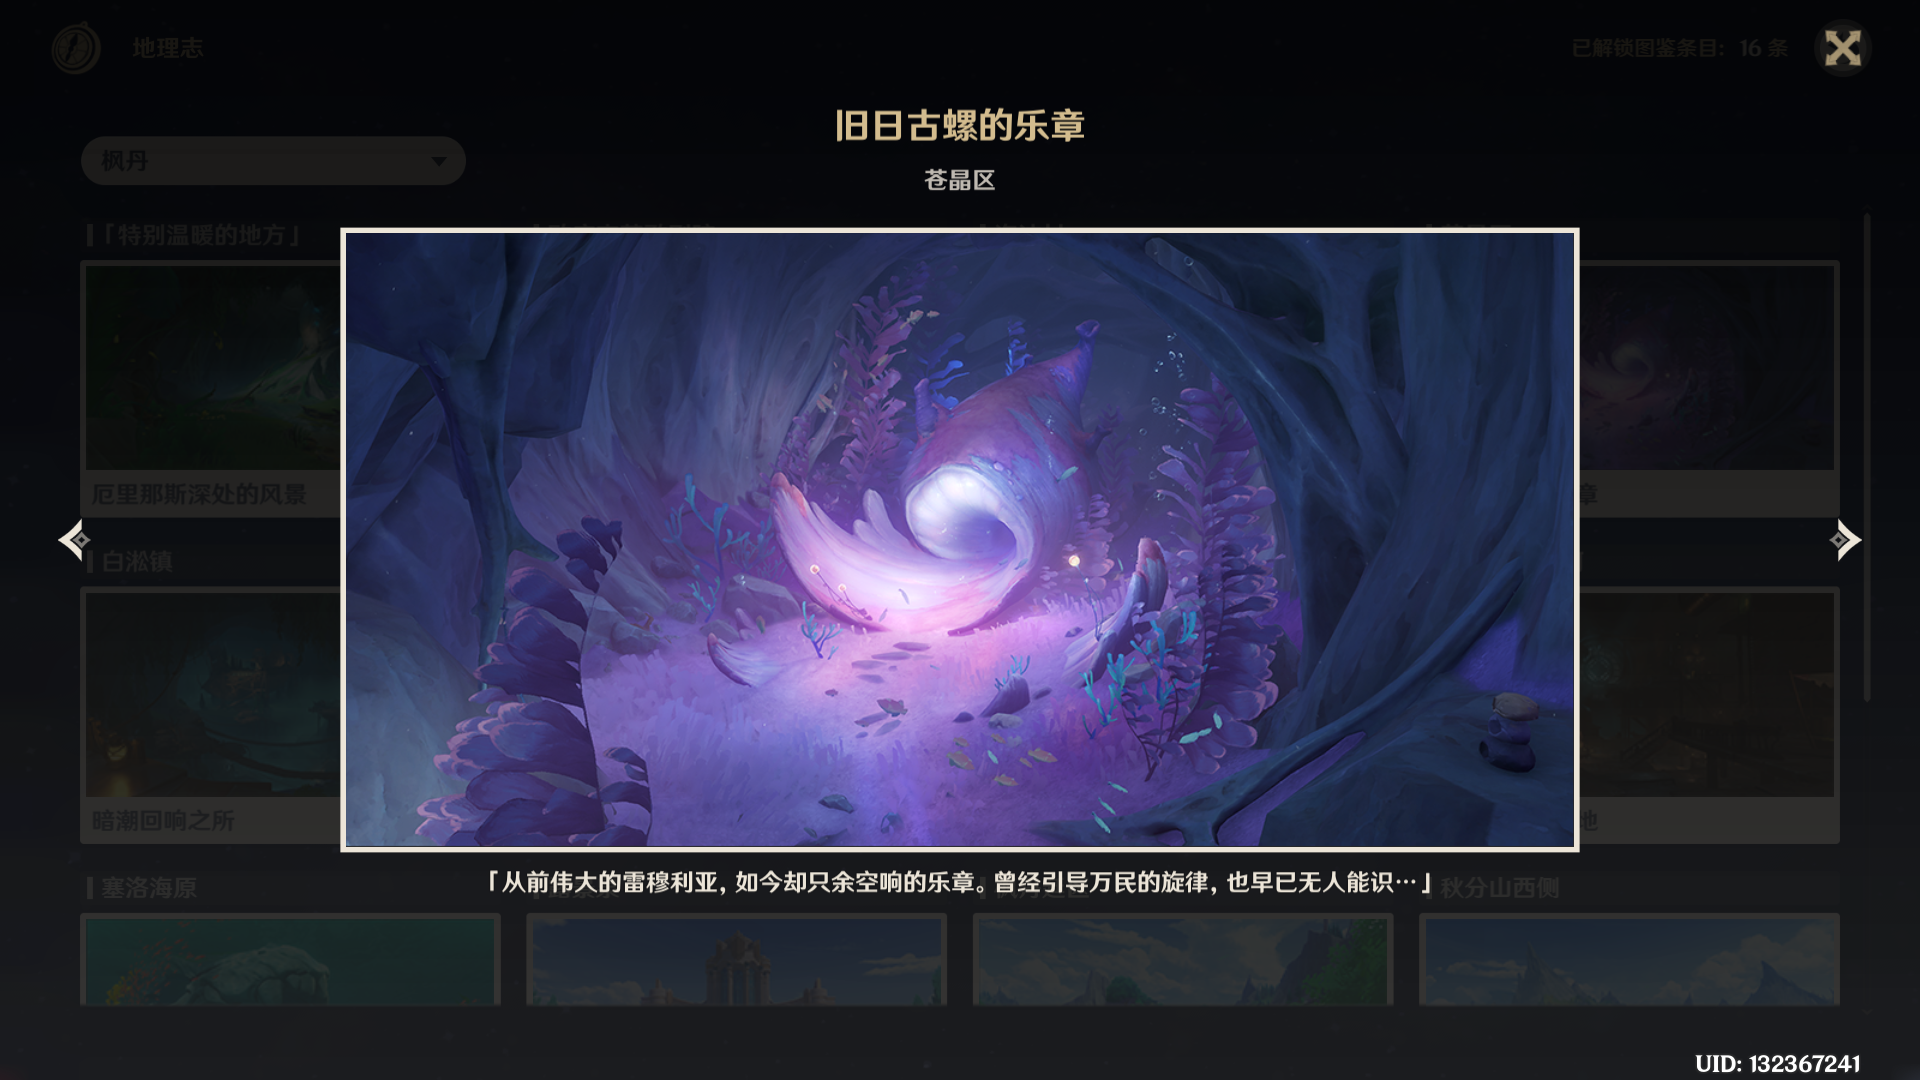 地理志
已解锁图鉴条目：16 条
旧日古螺的乐章
苍晶区
枫丹
「特别温暖的地方」
厄里那斯深处的风景
章
白淞镇
暗潮回响之所
地
「从前伟大的雷穆利亚，如今却只余空响的乐章。曾经引导万民的旋律，也早已无人能识…」
塞洛海原
秋分山西侧
UID: 132367241